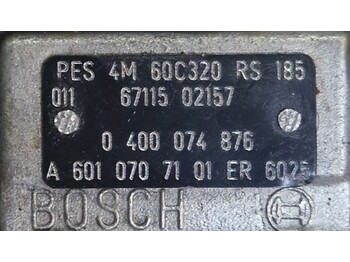 PES 4M 60C320 RS 185
011 67115 02157
0 400 074 876
A 601 070 71 01 ER 6025
BOSCH